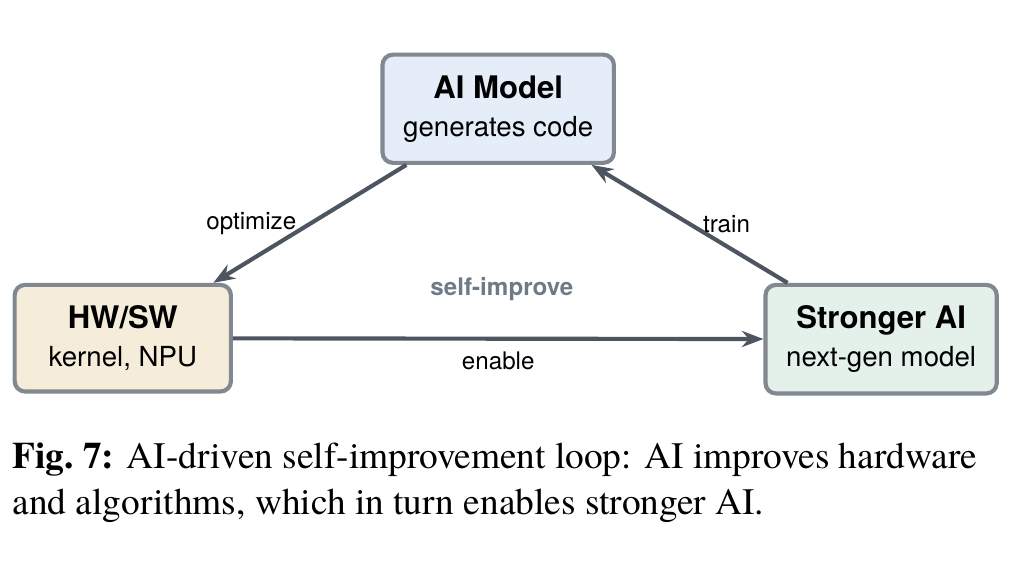 AI Model
generates code
optimize
train
self-improve
HW/SW
kernel, NPU
Stronger AI
next-gen model
enable
Fig. 7: AI-driven self-improvement loop: AI improves hardware
and algorithms, which in turn enables stronger AI.